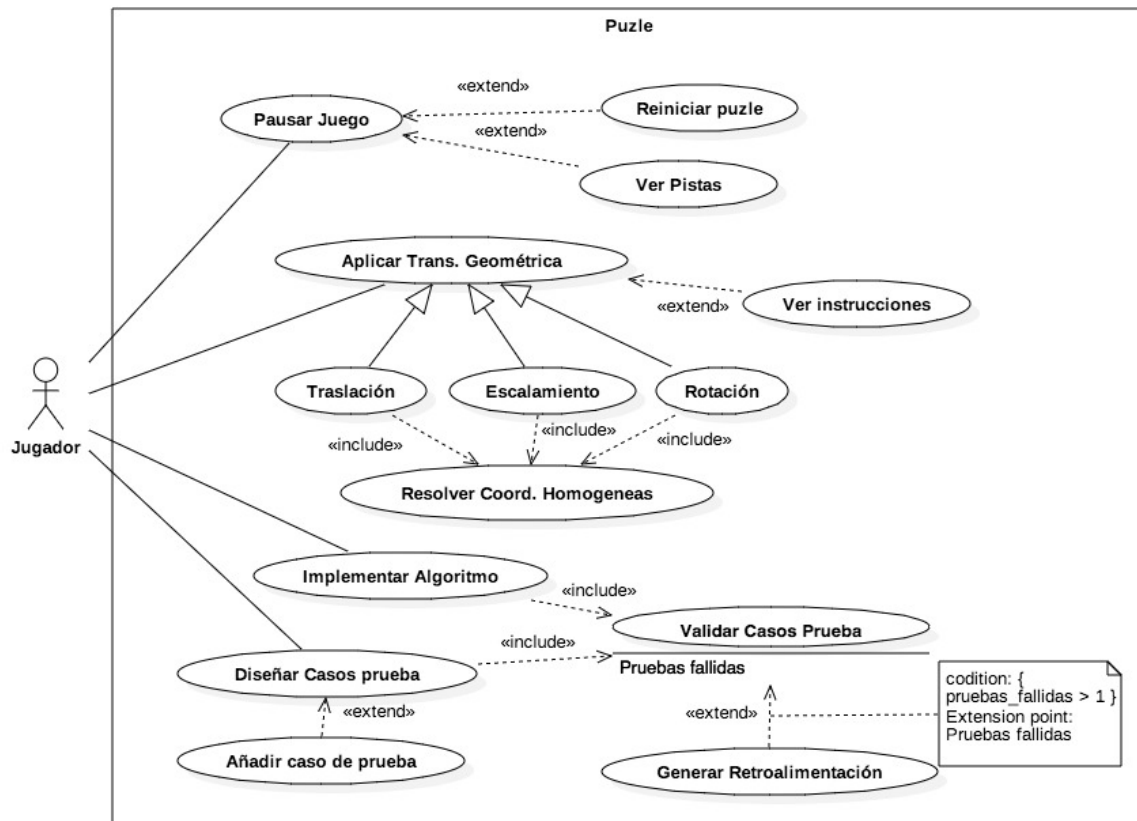 Puzle
«extend»
Pausar Juego
Reiniciar puzle
«extend»
Ver Pistas
Aplicar Trans. Geométrica
«extend»
Ver instrucciones
Traslación
Escalamiento
Rotación
«include»
«include»
«include»
Jugador
Resolver Coord. Homogeneas
Implementar Algoritmo
«include»
Validar Casos Prueba
«include»
Pruebas fallidas
Diseñar Casos prueba
«extend»
«extend»
codition: {
pruebas_fallidas > 1 }
Extension point:
Pruebas fallidas
Añadir caso de prueba
Generar Retroalimentación